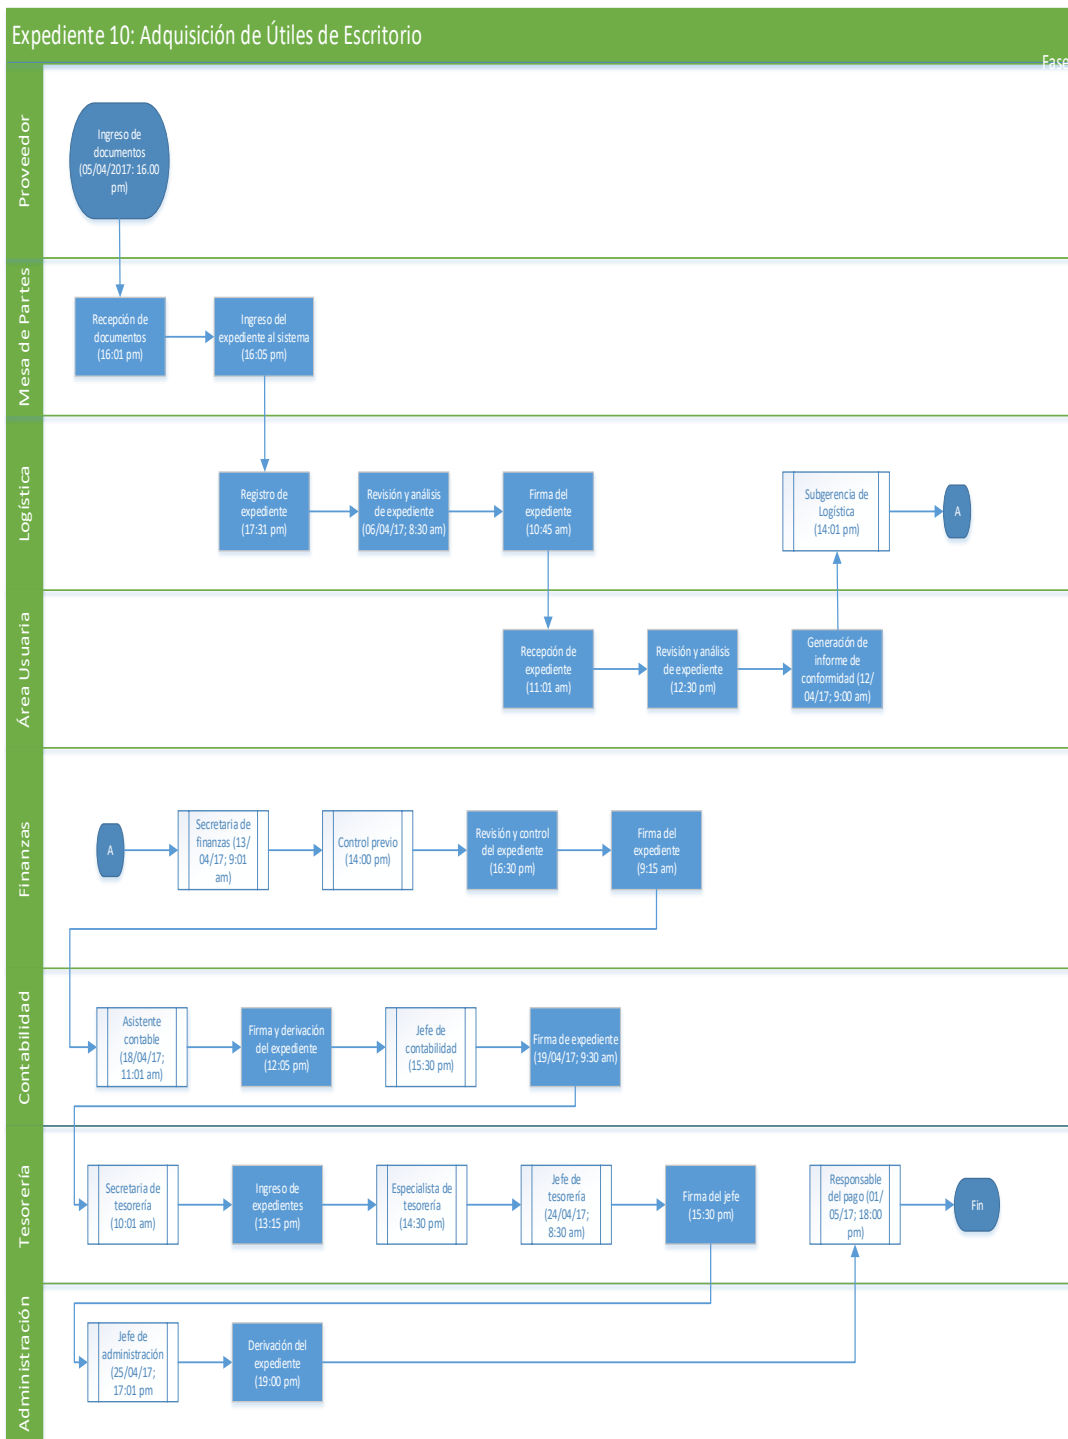 Expediente 10: Adquisición de Útiles de Escritorio
Fase
Proveedor
Ingreso de
documentos
(05/04/2017: 16.00
pm)
Mesa de Partes
Recepción de
documentos
(16:01 pm)
Ingreso del
expediente al sistema
(16:05 pm)
Logística
Registro de
expediente
(17:31 pm)
Revisión y análisis
de expediente
(06/04/17; 8:30 am)
Firma del
expediente
(10:45 am)
Subgerencia de
Logística
(14:01 pm)
A
Área Usuaria
Recepción de
expediente
(11:01 am)
Revisión y análisis
de expediente
(12:30 pm)
Generación de
informe de
conformidad (12/
04/17; 9:00 am)
Finanzas
A
Secretaria de
finanzas (13/
04/17; 9:01
am)
Control previo
(14:00 pm)
Revisión y control
del expediente
(16:30 pm)
Firma del
expediente
(9:15 am)
Contabilidad
Asistente
contable
(18/04/17;
11:01 am)
Firma y derivación
del expediente
(12:05 pm)
Jefe de
contabilidad
(15:30 pm)
Firma de expediente
(19/04/17; 9:30 am)
Tesorería
Secretaria de
tesorería
(10:01 am)
Ingreso de
expedientes
(13:15 pm)
Especialista de
tesorería
(14:30 pm)
Jefe de
tesorería
(24/04/17;
8:30 am)
Firma del jefe
(15:30 pm)
Responsable
del pago (01/
05/17; 18:00
pm)
Fin
Administración
Jefe de
administración
(25/04/17;
17:01 pm
Derivación del
expediente
(19:00 pm)